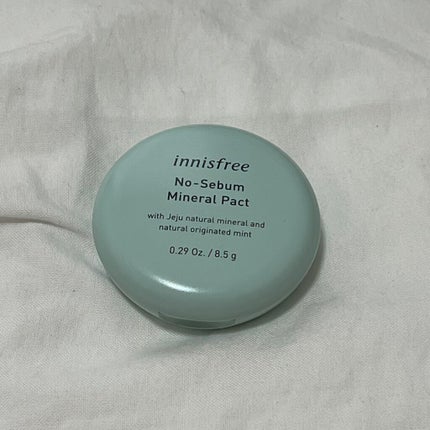 innisfree
No-Sebum
Mineral Pact
with Jeju natural mineral and
natural originated mint
0.29 Oz. / 8.5 g